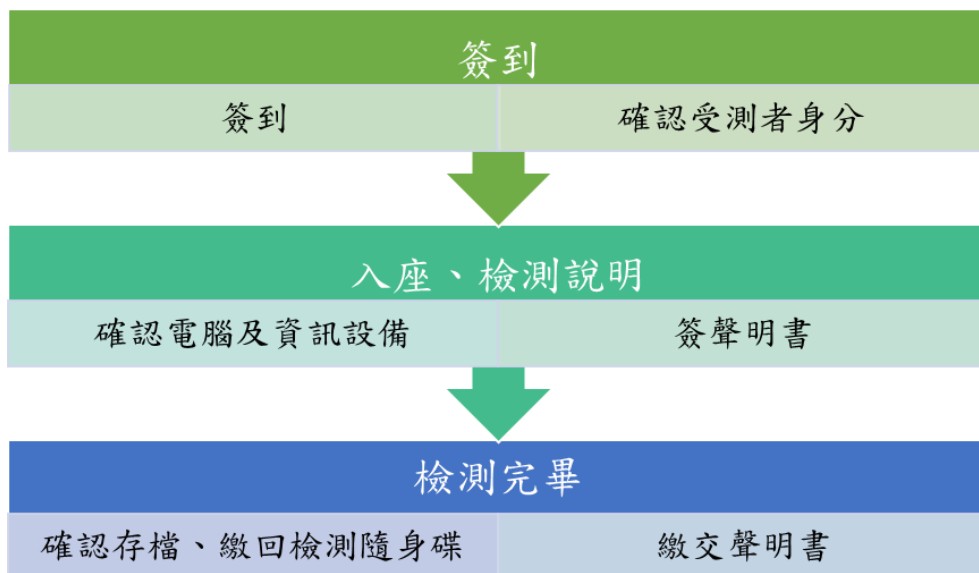 簽到
簽到
確認受測者身分
入座、檢測說明
確認電腦及資訊設備
簽聲明書
檢測完畢
確認存檔、繳回檢測隨身碟
繳交聲明書